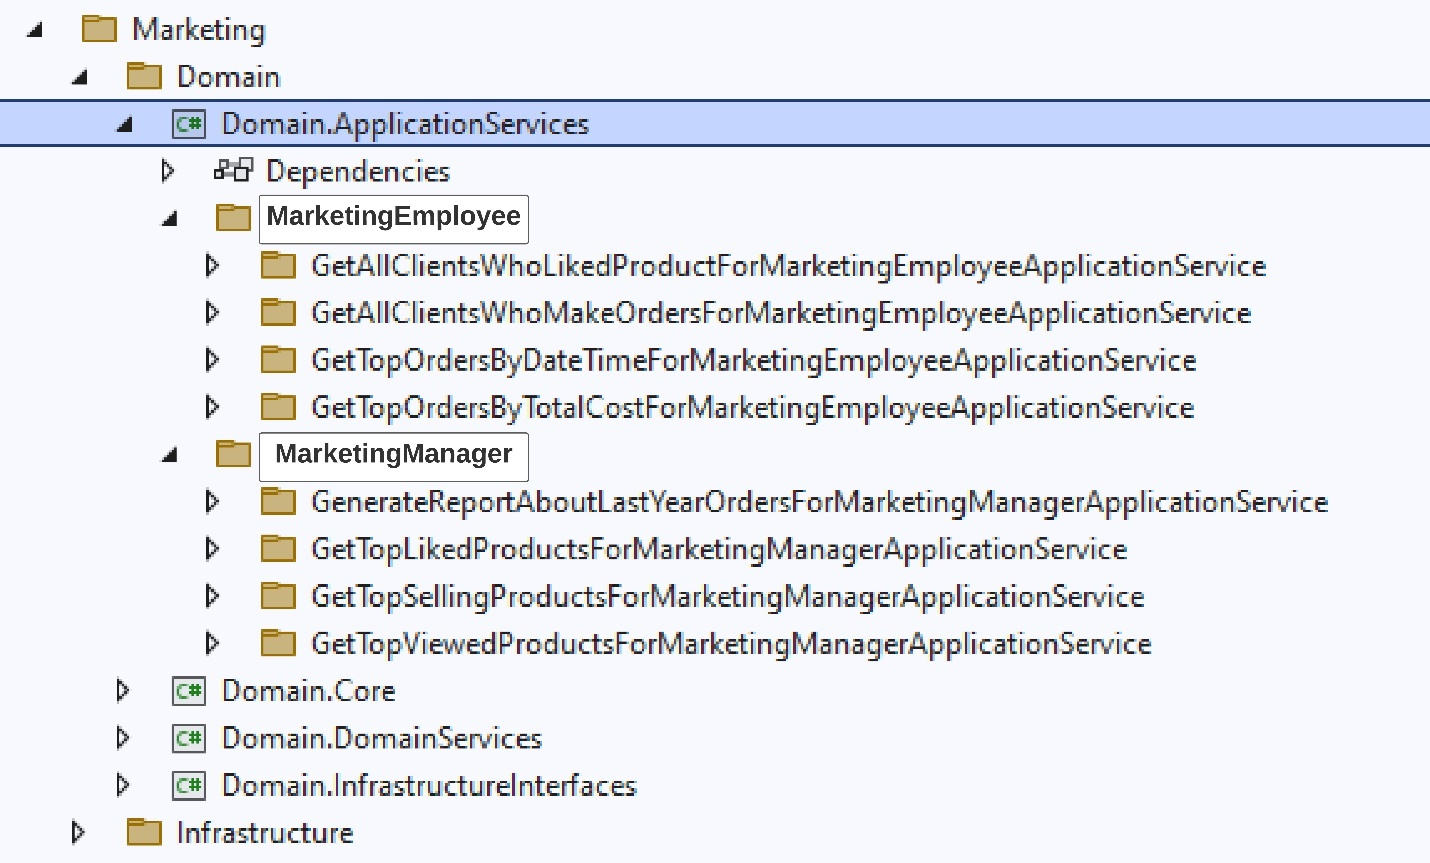 Marketing
Domain
C# Domain.ApplicationServices
Dependencies
MarketingEmployee
GetAllClientsWhoLikedProductForMarketingEmployeeApplicationService
GetAllClientsWhoMakeOrdersForMarketingEmployeeApplicationService
GetTopOrdersByDateTimeForMarketingEmployeeApplicationService
GetTopOrdersByTotalCostForMarketingEmployeeApplicationService
MarketingManager
GenerateReportAboutLastYearOrdersForMarketingManagerApplicationService
GetTopLikedProductsForMarketingManagerApplicationService
GetTopSellingProductsForMarketingManagerApplicationService
GetTopViewedProductsForMarketingManagerApplicationService
C# Domain.Core
C# Domain.DomainServices
C# Domain.InfrastructureInterfaces
Infrastructure